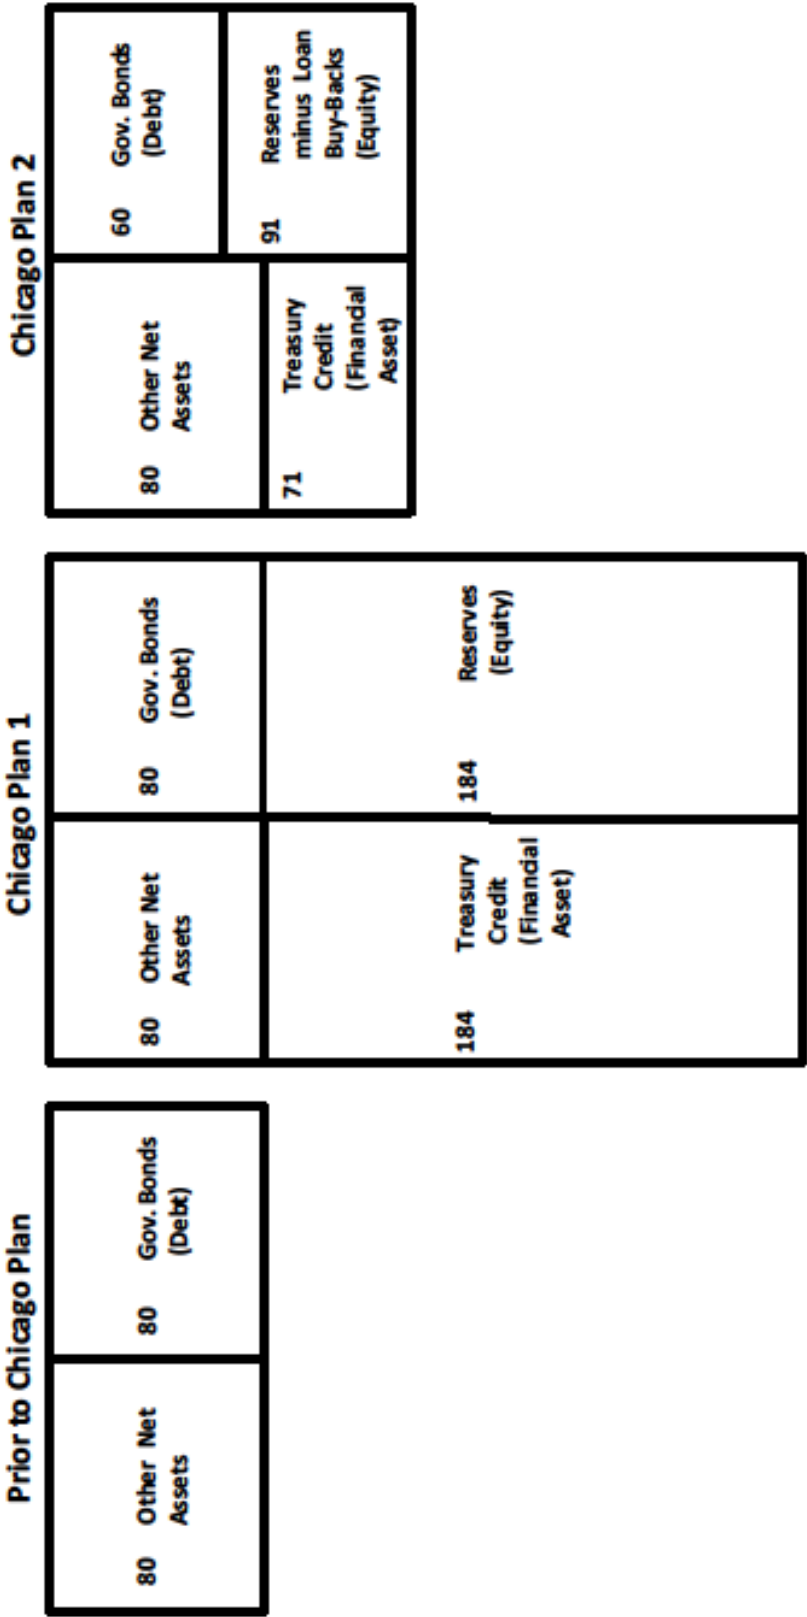 Prior to Chicago Plan
80 Other Net
Assets
80 Gov. Bonds
(Debt)
Chicago Plan 1
80 Other Net
Assets
80 Gov. Bonds
(Debt)
184
Treasury
Credit
(Financial
Asset)
184
Reserves
(Equity)
Chicago Plan 2
80 Other Net
Assets
60 Gov. Bonds
(Debt)
71
Treasury
Credit
(Financial
Asset)
91
Reserves
minus Loan
Buy-Backs
(Equity)